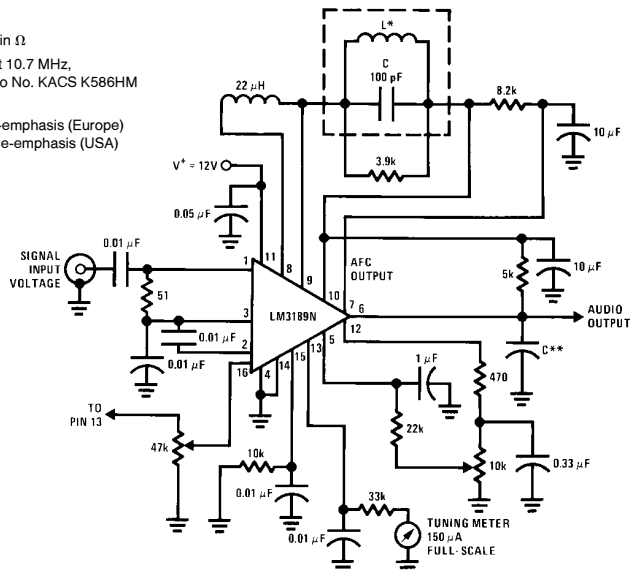 in Ω
t 10.7 MHz,
o No. KACS K586HM
-emphasis (Europe)
e-emphasis (USA)
L*
C
100 pF
22 μH
8.2k
10 μF
3.9k
V+ = 12V
0.05 μF
0.01 μF
SIGNAL
INPUT
VOLTAGE
51
0.01 μF
0.01 μF
1
11
8
9
10
7
6
12
5
13
15
14
4
16
2
3
LM3189N
AFC
OUTPUT
5k
10 μF
AUDIO
OUTPUT
C**
1 μF
470
22k
10k
0.33 μF
TO
PIN 13
47k
10k
0.01 μF
33k
0.01 μF
TUNING METER
150 μA
FULL-SCALE